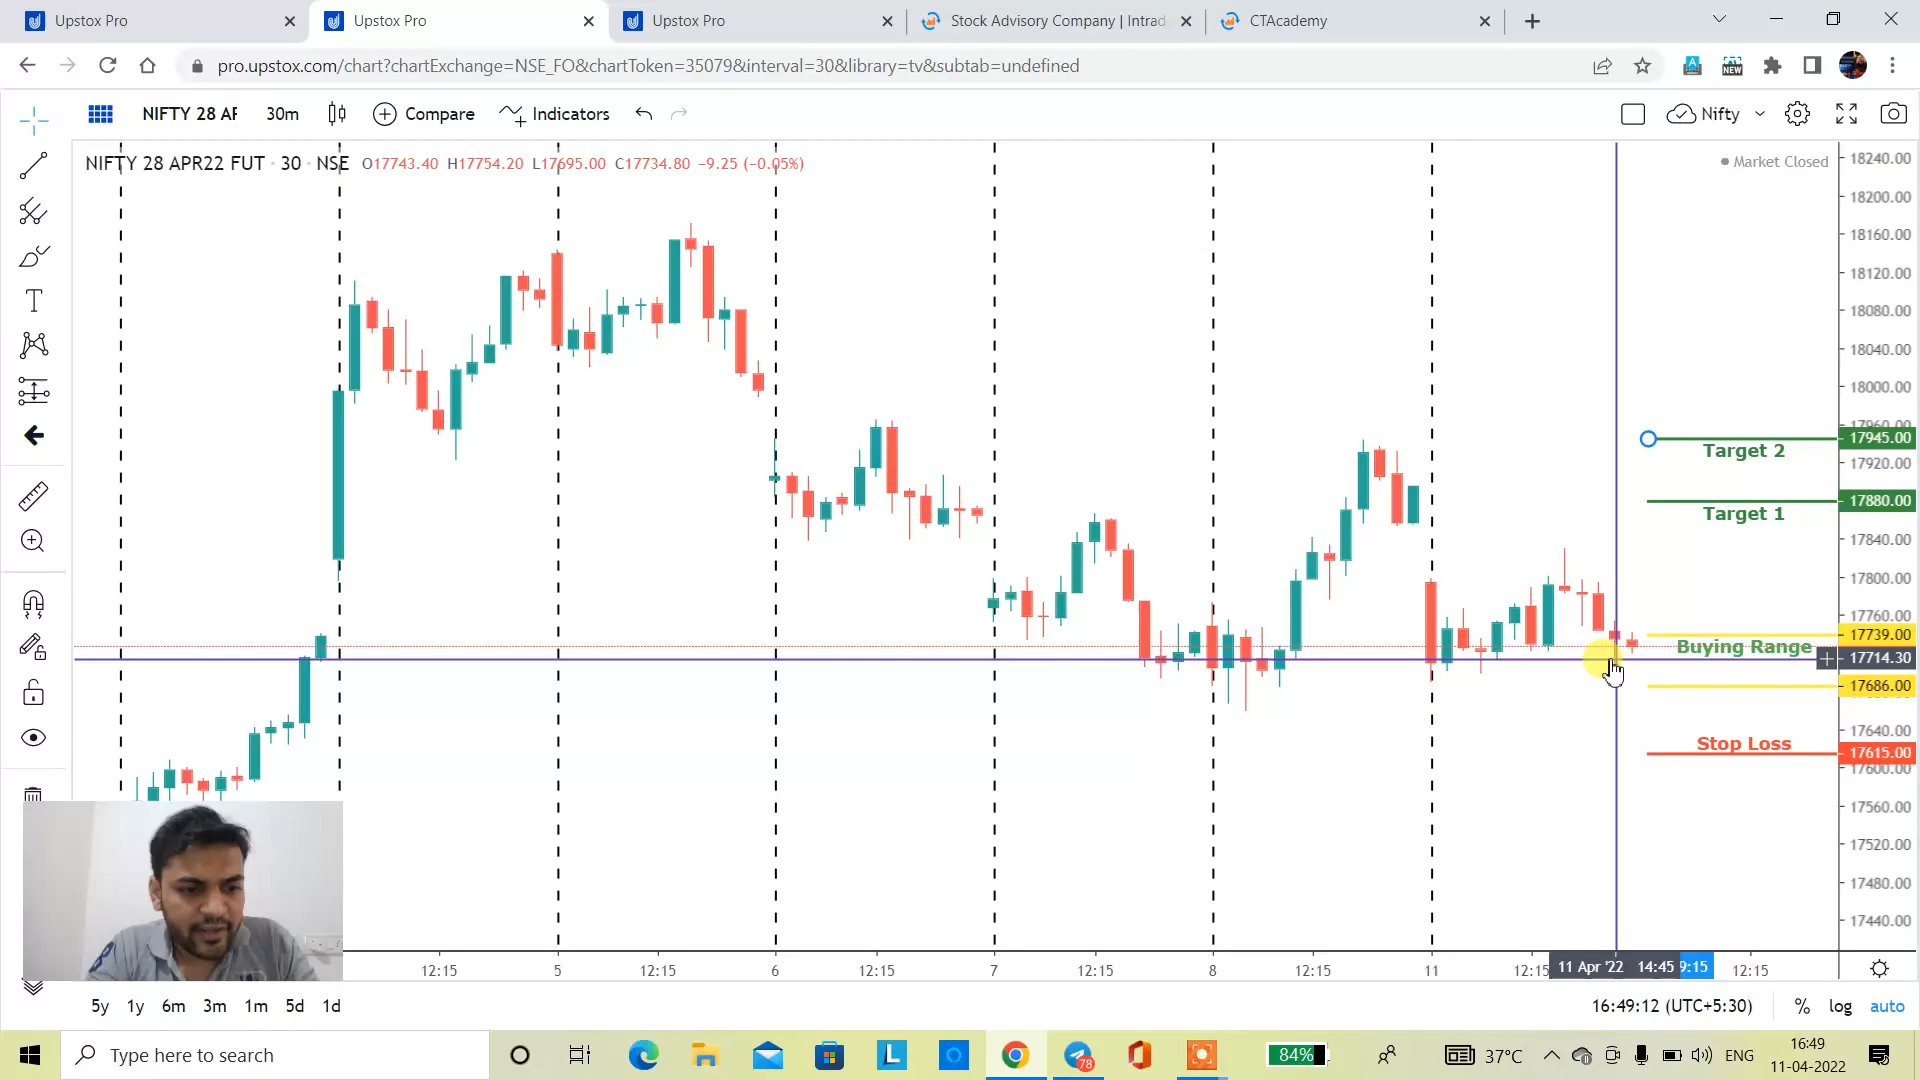 Upstox Pro
Upstox Pro
Upstox Pro
Stock Advisory Company | Intrad
CTAcademy
pro.upstox.com/chart?chartExchange=NSE_FO&chartToken=35079&interval=30&library=tv&subtab=undefined
NEW
NIFTY 28 AF
30m
Compare
Indicators
Nifty
NIFTY 28 APR22 FUT · 30 · NSE O17743.40 H17754.20 L17695.00 C17734.80 −9.25 (−0.05%)
Market Closed
18240.00
18200.00
18160.00
18120.00
18080.00
18040.00
18000.00
17960.00
17945.00
Target 2
17920.00
17880.00
Target 1
17840.00
17800.00
17760.00
17739.00
Buying Range
17714.30
17686.00
17640.00
Stop Loss
17615.00
17600.00
17560.00
17520.00
17480.00
17440.00
12:15 5 12:15 6 12:15 7 12:15 8 12:15 11 12:15 11 Apr '22 14:45 9:15 12:15
5y 1y 6m 3m 1m 5d 1d
16:49:12 (UTC+5:30) % log auto
Type here to search
L
78
84%
37°C
ENG
16:49
11-04-2022